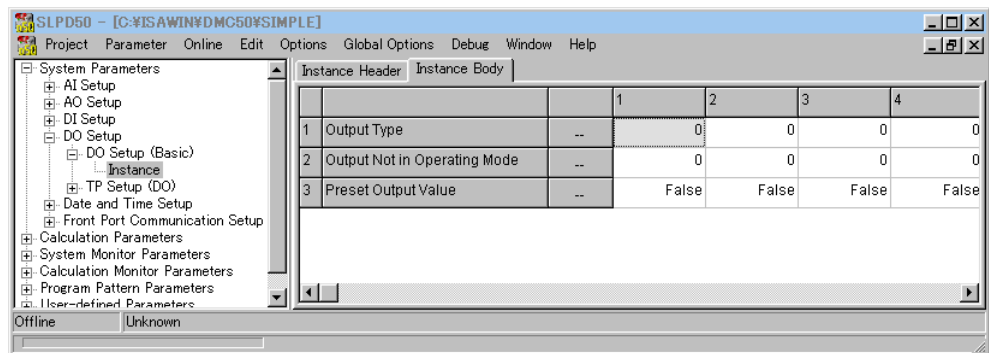 SLPD50 - [C:¥ISAWIN¥DMC50¥SIMPLE]
Project Parameter Online Edit Options Global Options Debug Window Help
System Parameters
AI Setup
AO Setup
DI Setup
DO Setup
DO Setup (Basic)
Instance
TP Setup (DO)
Date and Time Setup
Front Port Communication Setup
Calculation Parameters
System Monitor Parameters
Calculation Monitor Parameters
Program Pattern Parameters
User-defined Parameters
Instance Header Instance Body
1 2 3 4
1 Output Type -- 0 0 0 0
2 Output Not in Operating Mode -- 0 0 0 0
3 Preset Output Value -- False False False False
Offline Unknown